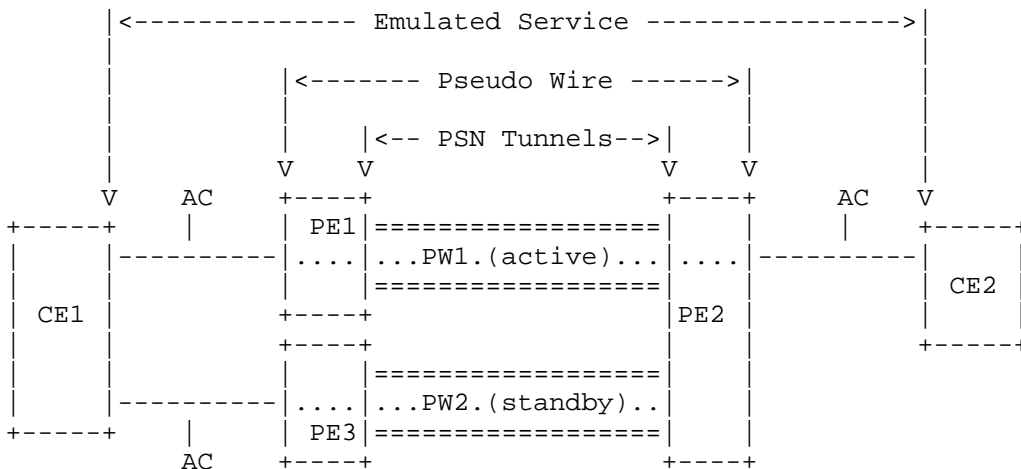 |<-------------- Emulated Service ---------------->|
|<------- Pseudo Wire ------>|
|<-- PSN Tunnels-->|
V V V V
V AC AC V
PE1
...PW1.(active)...
CE1 PE2 CE2
...PW2.(standby)..
PE3
AC